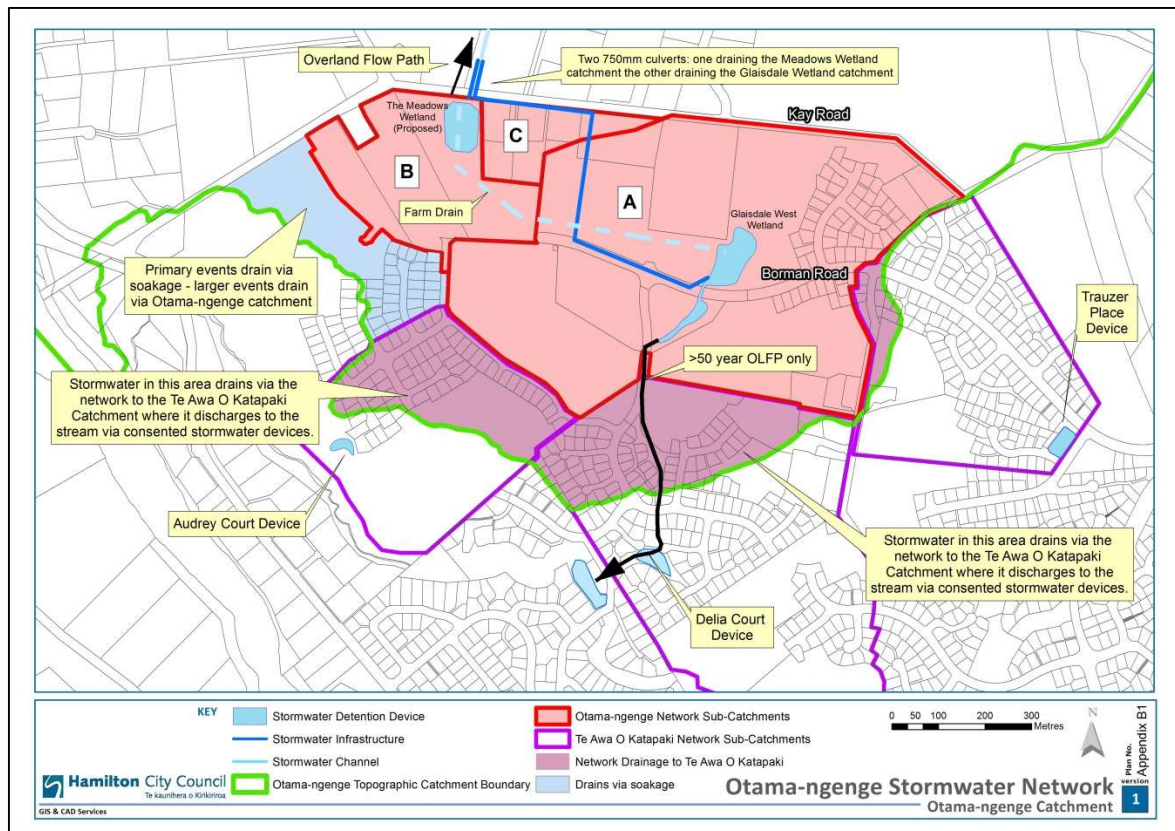 Overland Flow Path
Two 750mm culverts: one draining the Meadows Wetland
catchment the other draining the Glaisdale Wetland catchment
The Meadows
Wetland
(Proposed)
C
Kay Road
B
A
Farm Drain
Glaisdale West
Wetland
Borman Road
Primary events drain via
soakage - larger events drain
via Otama-ngenge catchment
Trauzer
Place
Device
>50 year OLFP only
Stormwater in this area drains via the
network to the Te Awa O Katapaki
Catchment where it discharges to the
stream via consented stormwater devices.
Audrey Court Device
Stormwater in this area drains via the
network to the Te Awa O Katapaki
Catchment where it discharges to the
stream via consented stormwater devices.
Delia Court
Device
KEY
Stormwater Detention Device
Stormwater Infrastructure
Stormwater Channel
Otama-ngenge Topographic Catchment Boundary
Otama-ngenge Network Sub-Catchments
Te Awa O Katapaki Network Sub-Catchments
Network Drainage to Te Awa O Katapaki
Drains via soakage
0 50 100 200 300
Metres
N
Hamilton City Council
Te kaunihera o Kirikiriroa
GIS & CAD Services
Otama-ngenge Stormwater Network
Otama-ngenge Catchment
Plan No.
Appendix B1
version
1